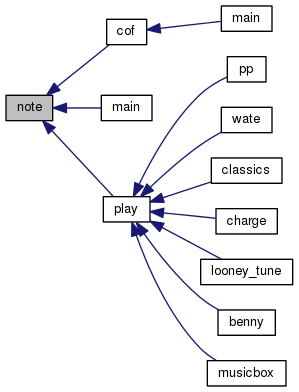 note
cof
main
main
play
pp
wate
classics
charge
looney_tune
benny
musicbox